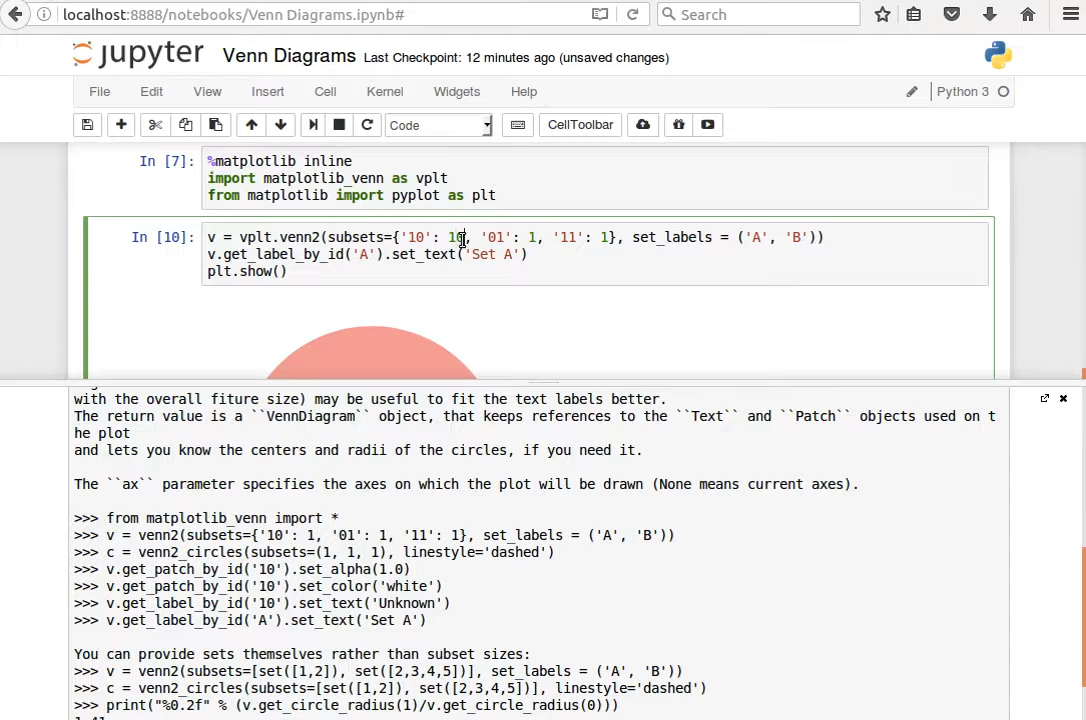 localhost:8888/notebooks/Venn Diagrams.ipynb#
Search
jupyter Venn Diagrams Last Checkpoint: 12 minutes ago (unsaved changes)
File Edit View Insert Cell Kernel Widgets Help Python 3
Code CellToolbar
In [7]: %matplotlib inline
import matplotlib_venn as vplt
from matplotlib import pyplot as plt
In [10]: v = vplt.venn2(subsets={'10': 10, '01': 1, '11': 1}, set_labels = ('A', 'B'))
v.get_label_by_id('A').set_text('Set A')
plt.show()
with the overall fiture size) may be useful to fit the text labels better.
The return value is a ``VennDiagram`` object, that keeps references to the ``Text`` and ``Patch`` objects used on t
he plot
and lets you know the centers and radii of the circles, if you need it.
The ``ax`` parameter specifies the axes on which the plot will be drawn (None means current axes).
>>> from matplotlib_venn import *
>>> v = venn2(subsets={'10': 1, '01': 1, '11': 1}, set_labels = ('A', 'B'))
>>> c = venn2_circles(subsets=(1, 1, 1), linestyle='dashed')
>>> v.get_patch_by_id('10').set_alpha(1.0)
>>> v.get_patch_by_id('10').set_color('white')
>>> v.get_label_by_id('10').set_text('Unknown')
>>> v.get_label_by_id('A').set_text('Set A')
You can provide sets themselves rather than subset sizes:
>>> v = venn2(subsets=[set([1,2]), set([2,3,4,5])], set_labels = ('A', 'B'))
>>> c = venn2_circles(subsets=[set([1,2]), set([2,3,4,5])], linestyle='dashed')
>>> print("%0.2f" % (v.get_circle_radius(1)/v.get_circle_radius(0)))
1.41